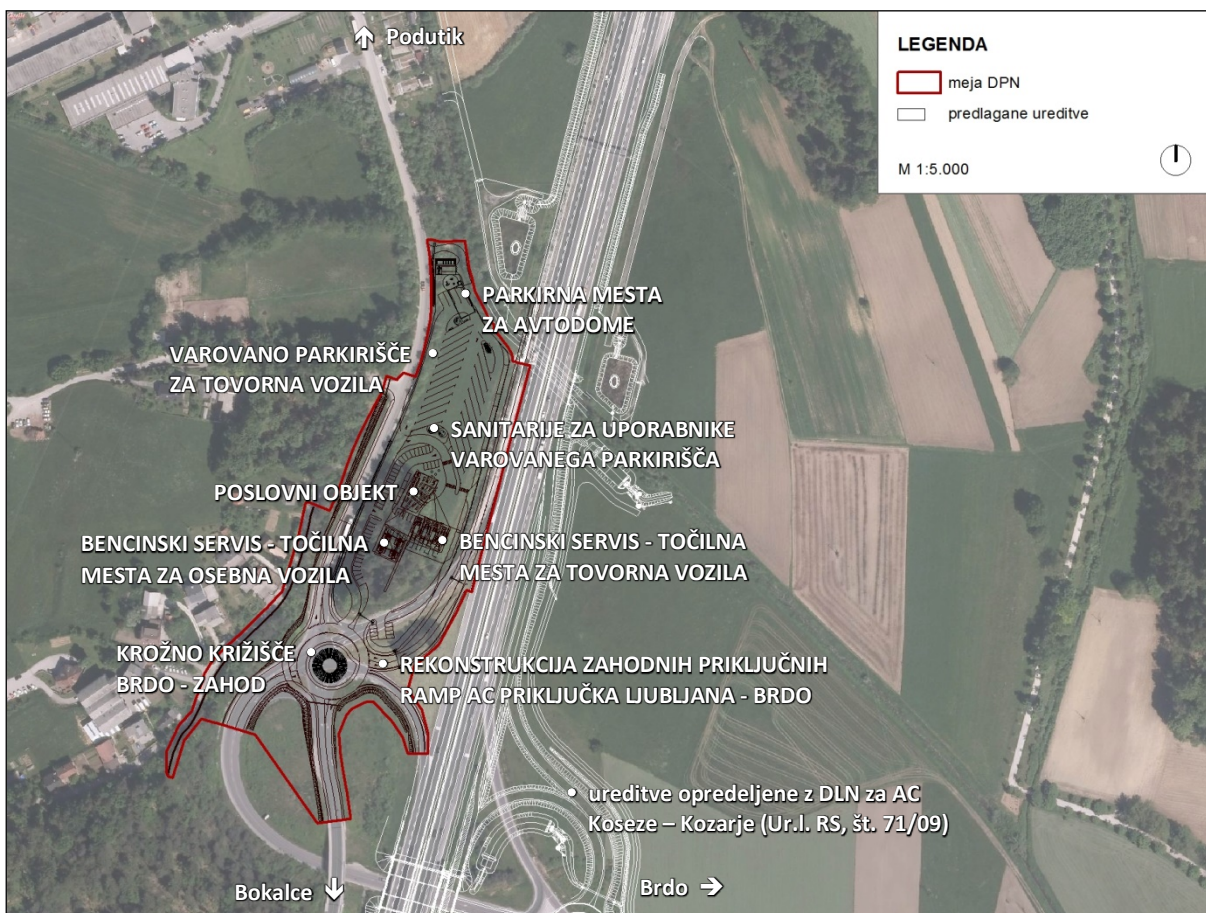 Podutik
LEGENDA
meja DPN
predlagane ureditve
M 1:5.000
PARKIRNA MESTA
ZA AVTODOME
VAROVANO PARKIRIŠČE
ZA TOVORNA VOZILA
SANITARIJE ZA UPORABNIKE
VAROVANEGA PARKIRIŠČA
POSLOVNI OBJEKT
BENCINSKI SERVIS - TOČILNA
MESTA ZA OSEBNA VOZILA
BENCINSKI SERVIS - TOČILNA
MESTA ZA TOVORNA VOZILA
KROŽNO KRIŽIŠČE
BRDO - ZAHOD
REKONSTRUKCIJA ZAHODNIH PRIKLJUČNIH
RAMP AC PRIKLJUČKA LJUBLJANA - BRDO
ureditve opredeljene z DLN za AC
Koseze – Kozarje (Ur.l. RS, št. 71/09)
Bokalce
Brdo